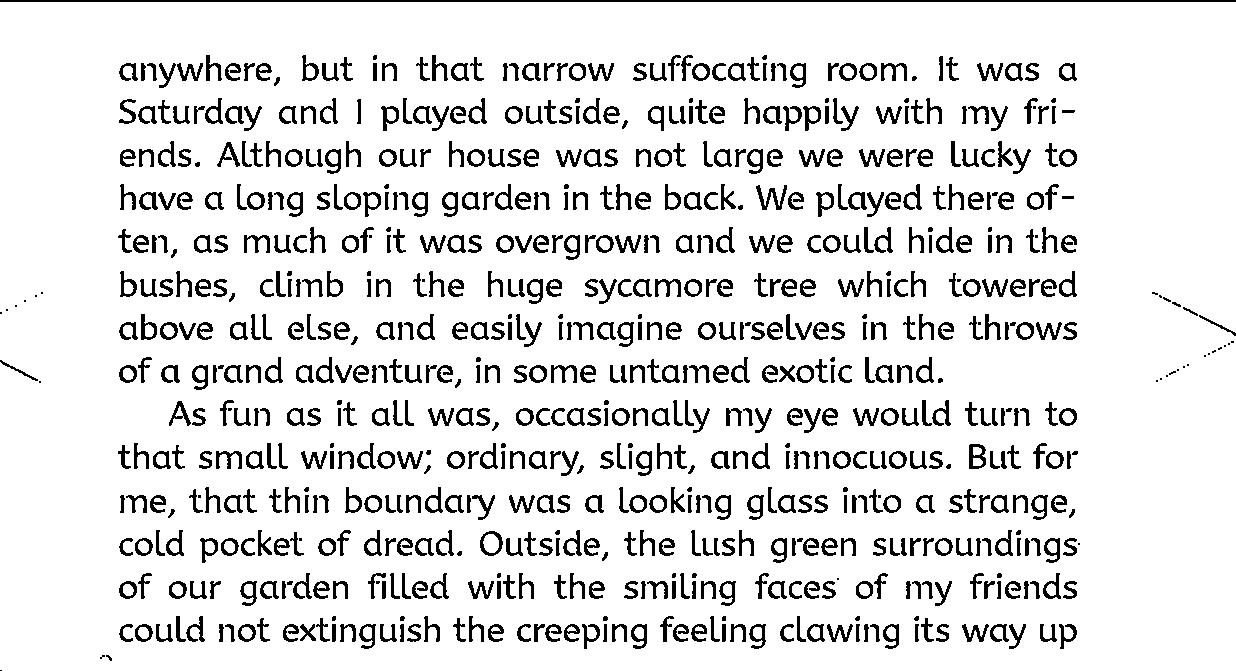 anywhere, but in that narrow suffocating room. It was a
Saturday and I played outside, quite happily with my fri-
ends. Although our house was not large we were lucky to
have a long sloping garden in the back. We played there of-
ten, as much of it was overgrown and we could hide in the
bushes, climb in the huge sycamore tree which towered
above all else, and easily imagine ourselves in the throws
of a grand adventure, in some untamed exotic land.
As fun as it all was, occasionally my eye would turn to
that small window; ordinary, slight, and innocuous. But for
me, that thin boundary was a looking glass into a strange,
cold pocket of dread. Outside, the lush green surroundings
of our garden filled with the smiling faces of my friends
could not extinguish the creeping feeling clawing its way up